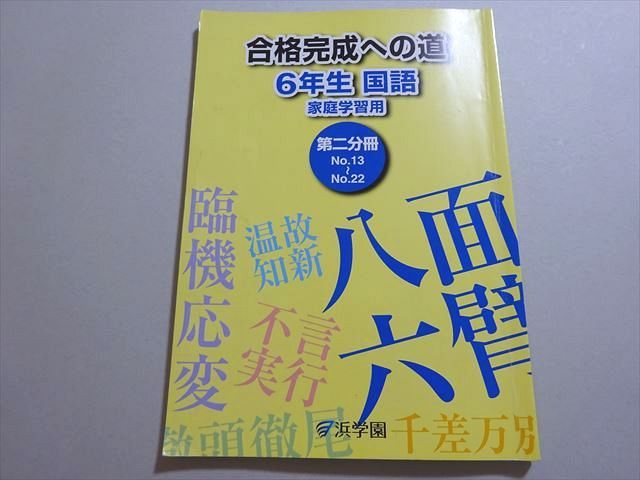 合格完成への道
6年生 国語
家庭学習用
第二分�
No.13
~
No.22
臨機応変
温故
知新
八面
六臂
不言
実行
頭徹尾
千差万別
浜学園